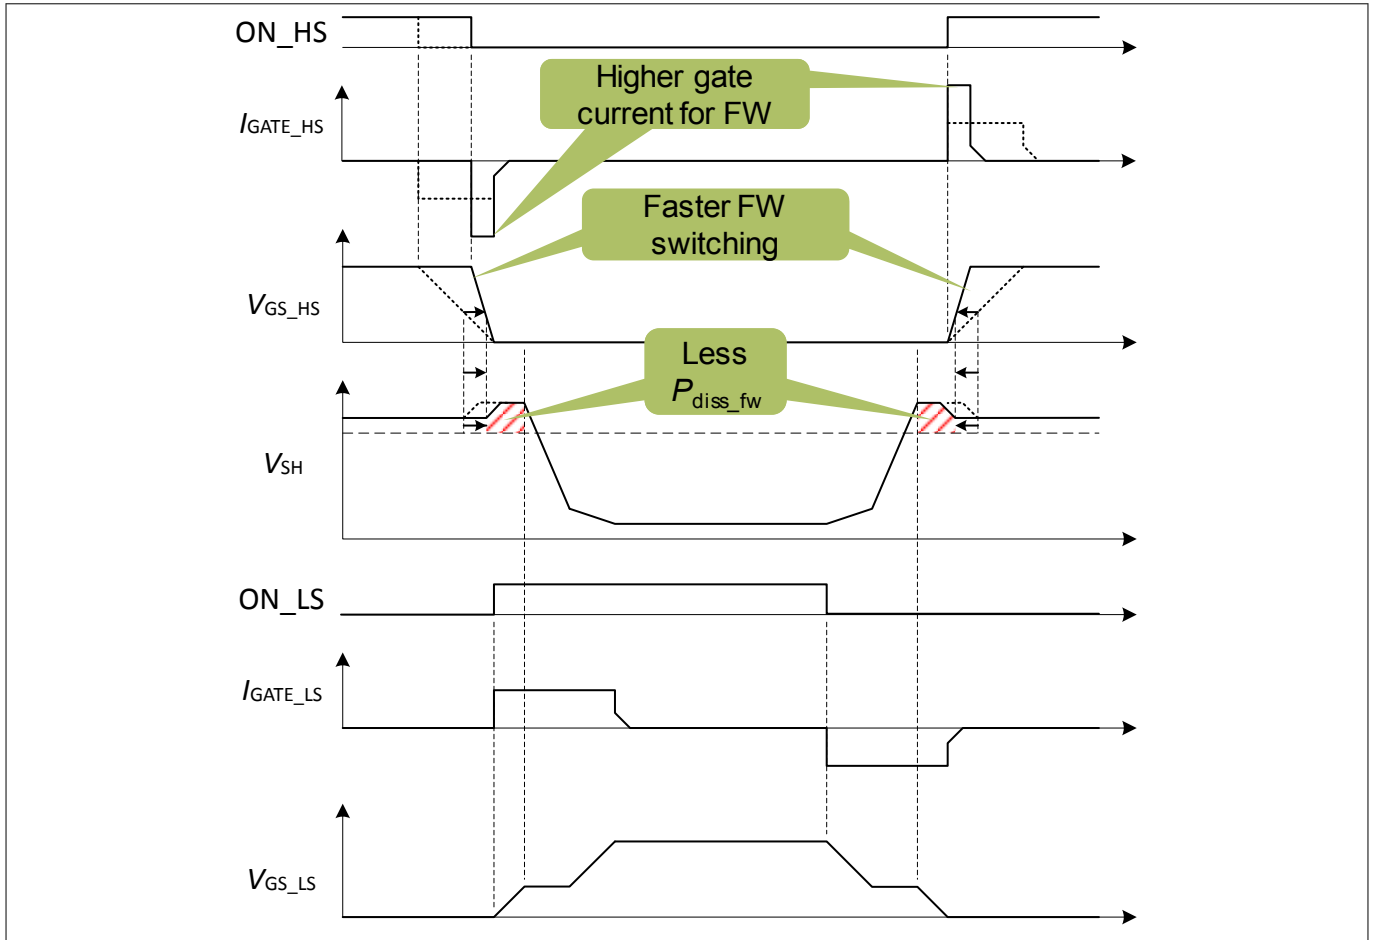 ON_HS
Higher gate
current for FW
IGATE_HS
Faster FW
switching
VGS_HS
Less
Pdiss_fw
VSH
ON_LS
IGATE_LS
VGS_LS